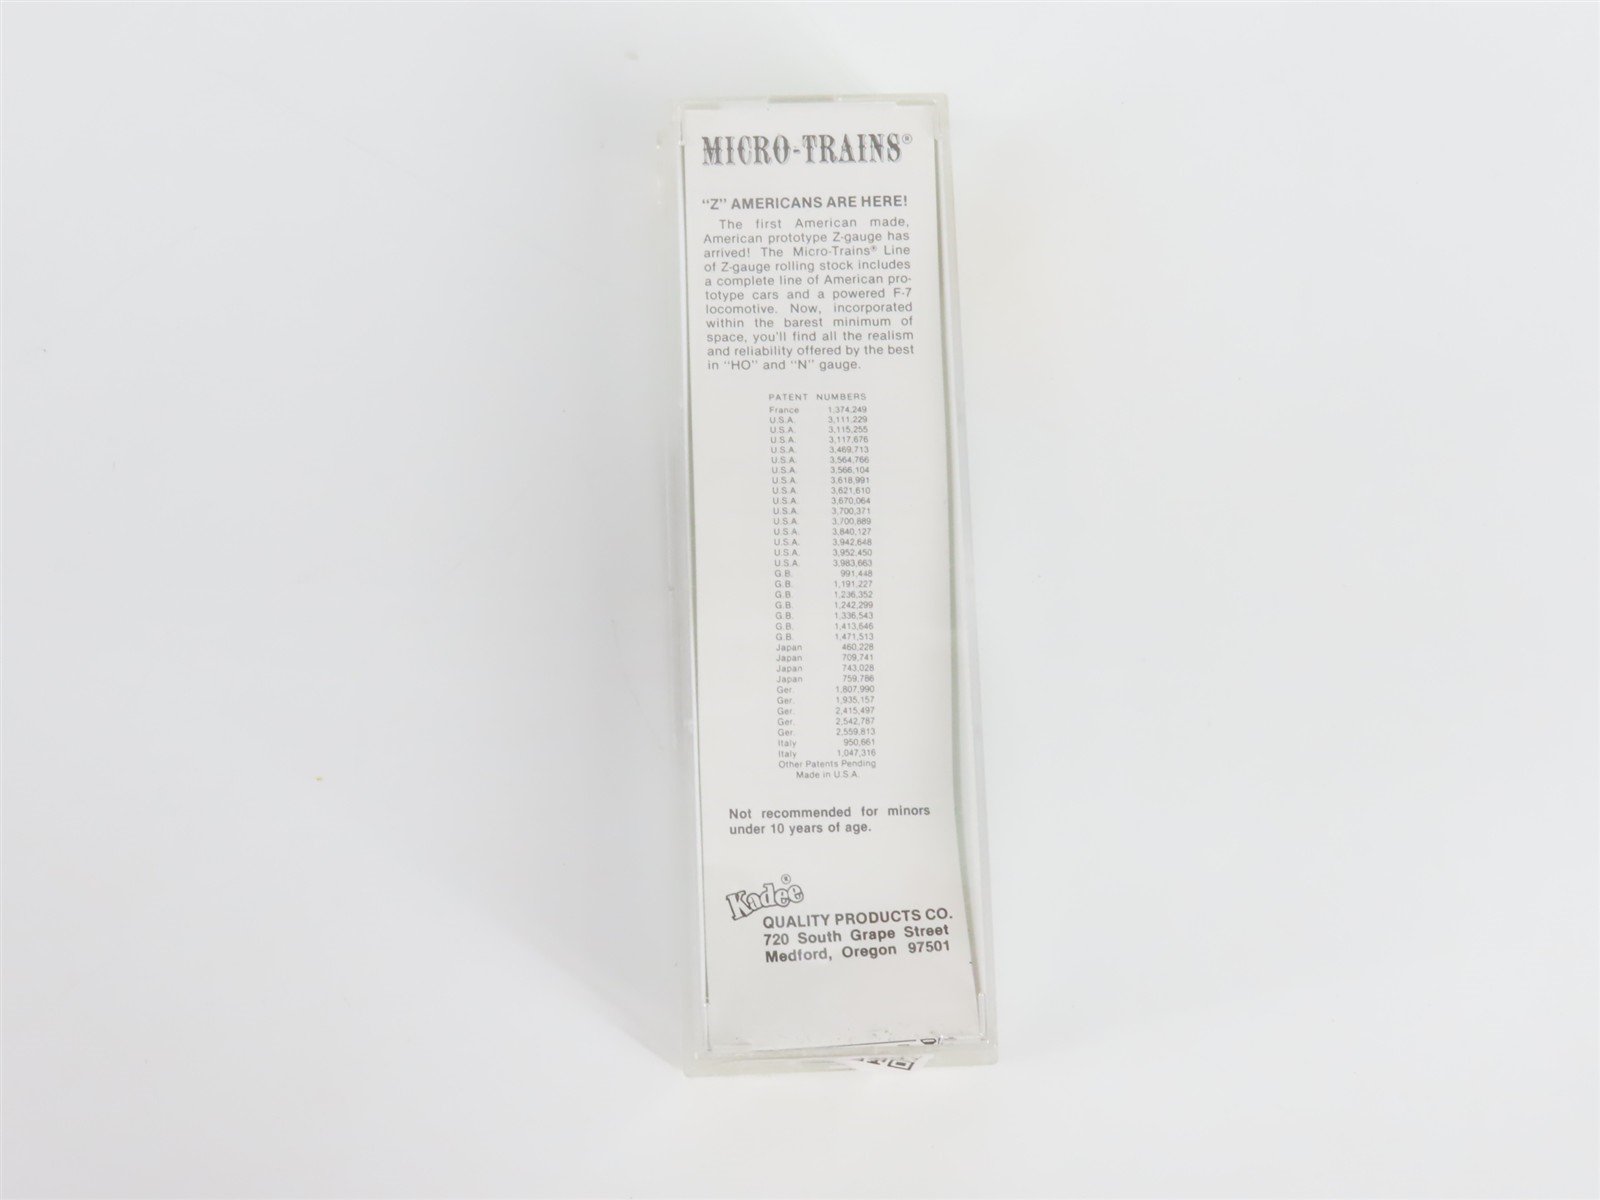 MICRO-TRAINS®
"Z" AMERICANS ARE HERE!
The first American made,
American prototype Z-gauge has
arrived! The Micro-Trains® Line
of Z-gauge rolling stock includes
a complete line of American pro-
totype cars and a powered F-7
locomotive. Now, incorporated
within the barest minimum of
space, you'll find all the realism
and reliability offered by the best
in "HO" and "N" gauge.
PATENT NUMBERS
France 1,374,249
U.S.A. 3,111,229
U.S.A. 3,115,255
U.S.A. 3,117,676
U.S.A. 3,469,713
U.S.A. 3,564,766
U.S.A. 3,566,104
U.S.A. 3,618,991
U.S.A. 3,621,610
U.S.A. 3,670,064
U.S.A. 3,700,371
U.S.A. 3,700,889
U.S.A. 3,840,127
U.S.A. 3,942,648
U.S.A. 3,952,450
U.S.A. 3,983,663
G.B. 991,448
G.B. 1,191,227
G.B. 1,236,352
G.B. 1,242,299
G.B. 1,336,543
G.B. 1,413,646
G.B. 1,471,513
Japan 460,228
Japan 709,741
Japan 743,028
Japan 759,786
Ger. 1,807,990
Ger. 1,935,157
Ger. 2,415,497
Ger. 2,542,787
Ger. 2,559,813
Italy 950,661
Italy 1,047,316
Other Patents Pending
Made in U.S.A.
Not recommended for minors
under 10 years of age.
Kadee®
QUALITY PRODUCTS CO.
720 South Grape Street
Medford, Oregon 97501